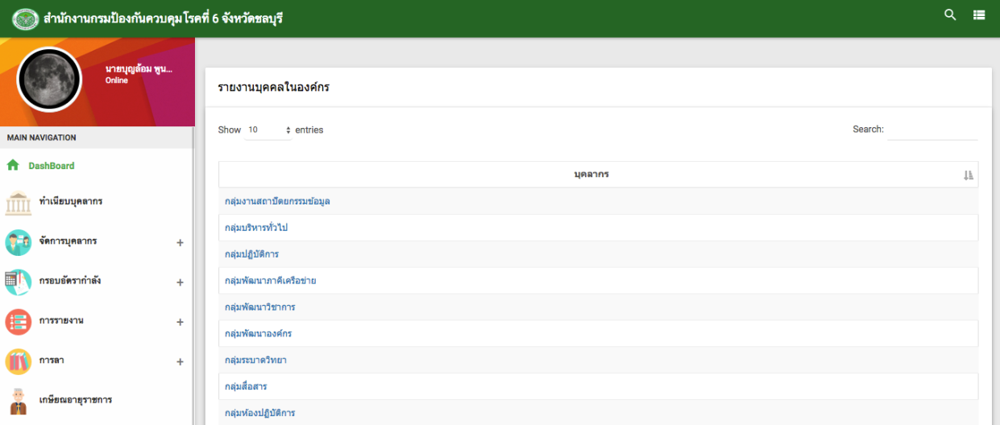 สำนักงานกรมป้องกันควบคุมโรคที่ 6 จังหวัดชลบุรี
นายบุญล้อม พูน...
Online
MAIN NAVIGATION
DashBoard
ทำเนียบบุคลากร
จัดการบุคลากร +
กรอบอัตรากำลัง +
การรายงาน +
การลา +
เกษียณอายุราชการ
รายงานบุคคลในองค์กร
Show 10 entries
Search:
บุคลากร
กลุ่มงานสถาปัตยกรรมข้อมูล
กลุ่มบริหารทั่วไป
กลุ่มปฏิบัติการ
กลุ่มพัฒนาภาคีเครือข่าย
กลุ่มพัฒนาวิชาการ
กลุ่มพัฒนาองค์กร
กลุ่มระบาดวิทยา
กลุ่มสื่อสาร
กลุ่มห้องปฏิบัติการ